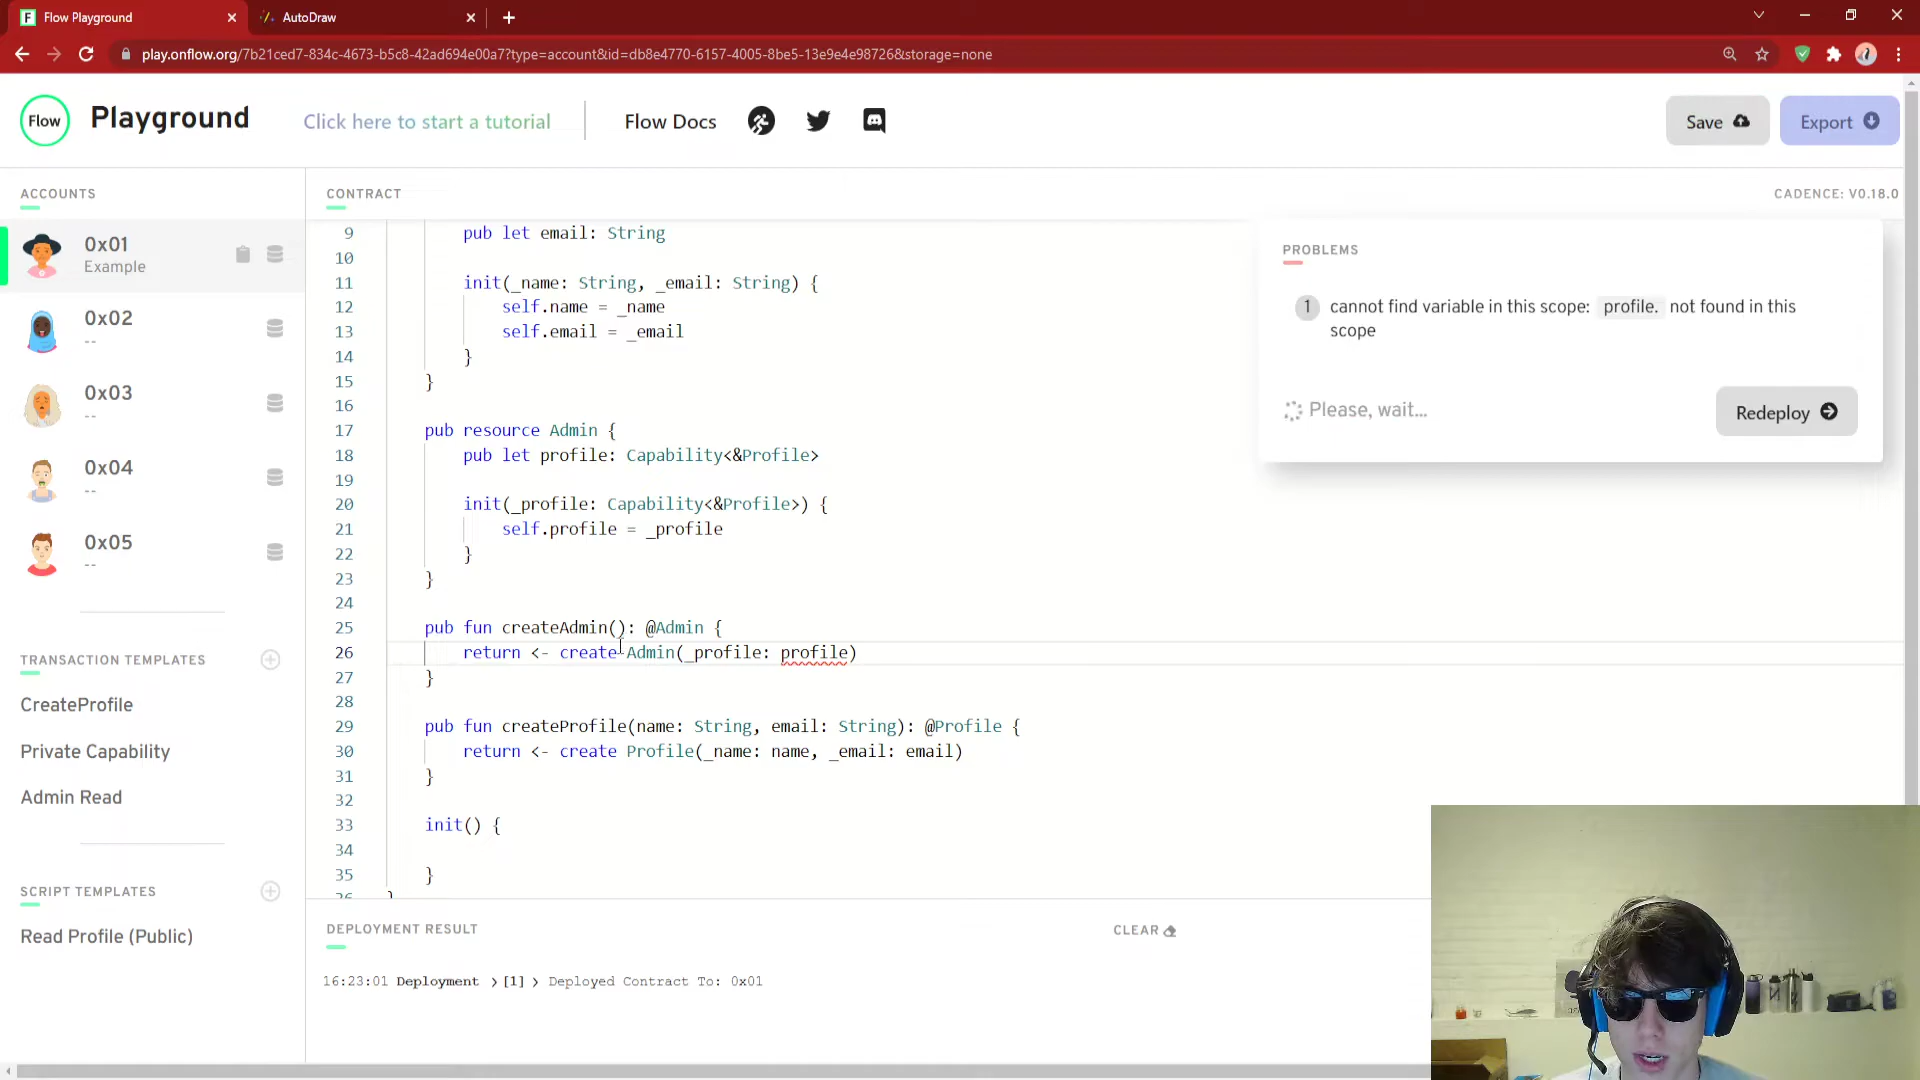 Flow Playground
AutoDraw
play.onflow.org/7b21ced7-834c-4673-b5c8-42ad694e00a7?type=account&id=db8e4770-6157-4005-8be5-13e9e4e98726&storage=none
Flow
Playground
Click here to start a tutorial
Flow Docs
Save
Export
ACCOUNTS
CONTRACT
CADENCE: V0.18.0
0x01
Example
0x02
--
0x03
--
0x04
--
0x05
--
TRANSACTION TEMPLATES
CreateProfile
Private Capability
Admin Read
SCRIPT TEMPLATES
Read Profile (Public)
9 pub let email: String
10
11 init(_name: String, _email: String) {
12 self.name = _name
13 self.email = _email
14 }
15 }
16
17 pub resource Admin {
18 pub let profile: Capability<&Profile>
19
20 init(_profile: Capability<&Profile>) {
21 self.profile = _profile
22 }
23 }
24
25 pub fun createAdmin(): @Admin {
26 return <- create Admin(_profile: profile)
27 }
28
29 pub fun createProfile(name: String, email: String): @Profile {
30 return <- create Profile(_name: name, _email: email)
31 }
32
33 init() {
34
35 }
PROBLEMS
1 cannot find variable in this scope: profile. not found in this
scope
Please, wait...
Redeploy
DEPLOYMENT RESULT
CLEAR
16:23:01 Deployment > [1] > Deployed Contract To: 0x01